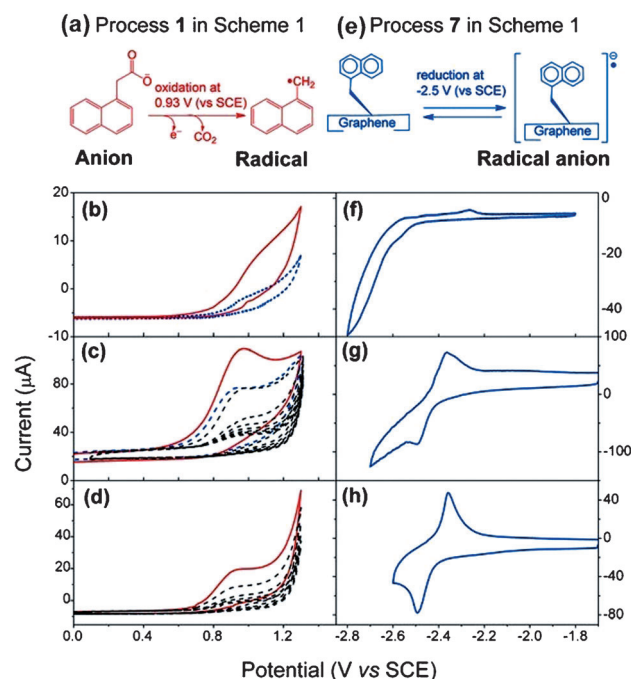 (a) Process 1 in Scheme 1
(e) Process 7 in Scheme 1
O
O-
oxidation at
0.93 V (vs SCE)
e-
CO2
•CH2
Anion
Radical
Graphene
reduction at
-2.5 V (vs SCE)
Graphene
⊖
•
Radical anion
Current (μA)
(b)
20
10
0
-10
(f)
0
-40
-80
100
(c)
80
40
0
(g)
0
-100
(d)
60
40
20
0
(h)
40
0
-40
-80
0.0 0.4 0.8 1.2
-2.8 -2.6 -2.4 -2.2 -2.0 -1.8
Potential (V vs SCE)